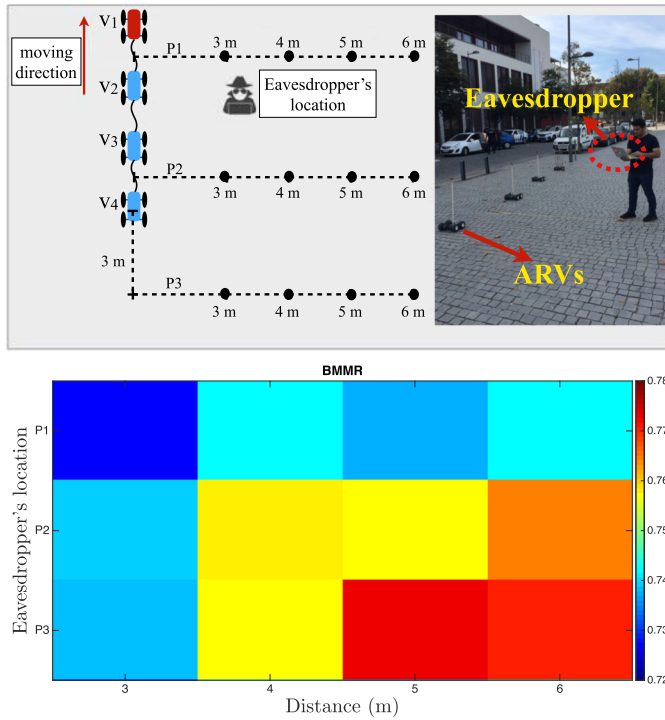 V1
moving
direction
P1
3 m 4 m 5 m 6 m
V2
Eavesdropper's
location
V3
P2
3 m 4 m 5 m 6 m
V4
3 m
P3
3 m 4 m 5 m 6 m
Eavesdropper
ARVs
BMMR
Eavesdropper's location
P1
P2
P3
3 4 5 6
Distance (m)
0.78
0.77
0.76
0.75
0.74
0.73
0.72